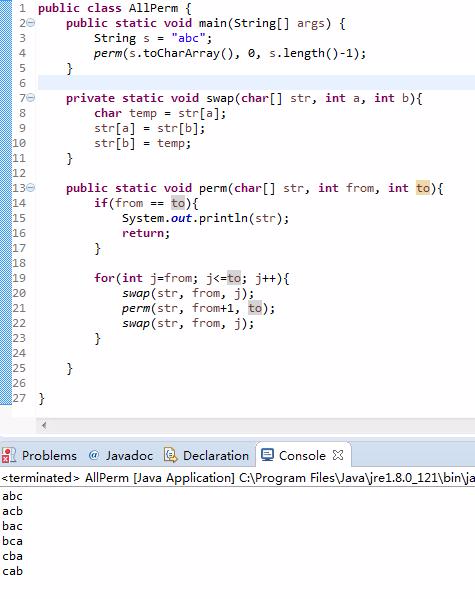 1 public class AllPerm {
2 public static void main(String[] args) {
3 String s = "abc";
4 perm(s.toCharArray(), 0, s.length()-1);
5 }
6
7 private static void swap(char[] str, int a, int b){
8 char temp = str[a];
9 str[a] = str[b];
10 str[b] = temp;
11 }
12
13 public static void perm(char[] str, int from, int to){
14 if(from == to){
15 System.out.println(str);
16 return;
17 }
18
19 for(int j=from; j<=to; j++){
20 swap(str, from, j);
21 perm(str, from+1, to);
22 swap(str, from, j);
23 }
24
25 }
26
27 }
Problems @ Javadoc Declaration Console
<terminated> AllPerm [Java Application] C:\Program Files\Java\jre1.8.0_121\bin\ja
abc
acb
bac
bca
cba
cab